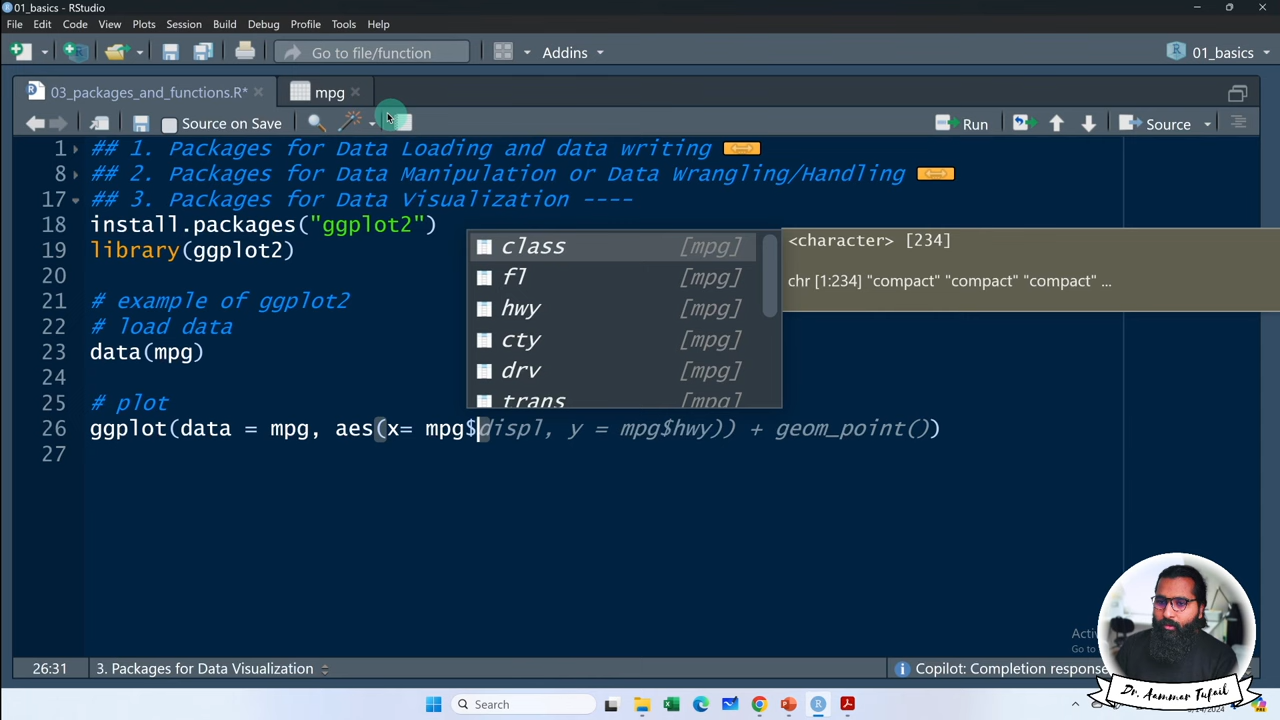 01_basics - RStudio
File Edit Code View Plots Session Build Debug Profile Tools Help
Go to file/function Addins 01_basics
03_packages_and_functions.R* mpg
Source on Save Run Source
1 ## 1. Packages for Data Loading and data writing
8 ## 2. Packages for Data Manipulation or Data Wrangling/Handling
17 ## 3. Packages for Data Visualization ----
18 install.packages("ggplot2")
19 library(ggplot2)
20
21 # example of ggplot2
22 # load data
23 data(mpg)
24
25 # plot
26 ggplot(data = mpg, aes(x= mpg$displ, y = mpg$hwy)) + geom_point())
27
class [mpg]
fl [mpg]
hwy [mpg]
cty [mpg]
drv [mpg]
trans [mpg]
<character> [234]
chr [1:234] "compact" "compact" "compact" ...
26:31 3. Packages for Data Visualization Copilot: Completion response
Search
Dr. Aammar Tufail